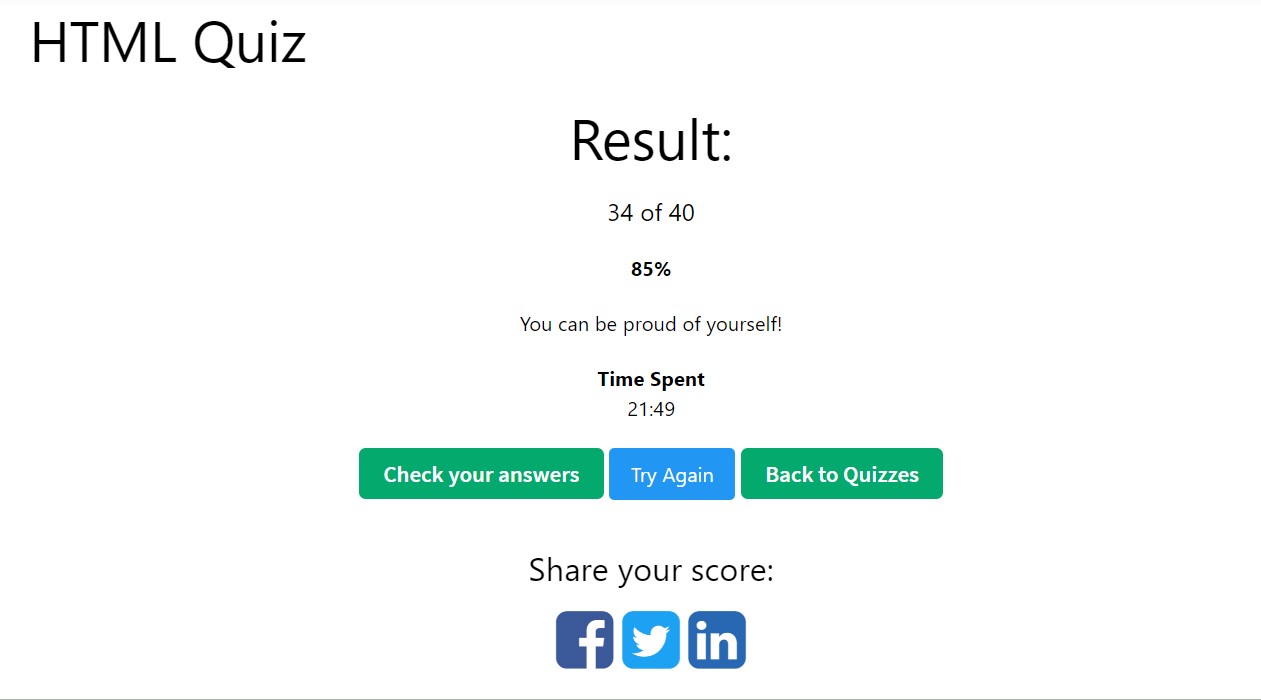 HTML Quiz
Result:
34 of 40
85%
You can be proud of yourself!
Time Spent
21:49
Check your answers
Try Again
Back to Quizzes
Share your score:
f
in